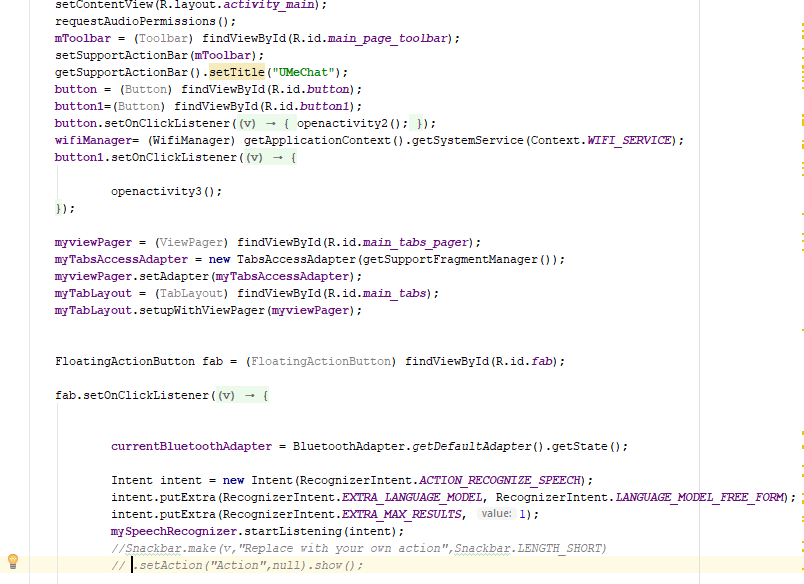 setContentView(R.layout.activity_main);
requestAudioPermissions();
mToolbar = (Toolbar) findViewById(R.id.main_page_toolbar);
setSupportActionBar(mToolbar);
getSupportActionBar().setTitle("UMeChat");
button = (Button) findViewById(R.id.button);
button1=(Button) findViewById(R.id.button1);
button.setOnClickListener((v) → { openactivity2(); });
wifiManager= (WifiManager) getApplicationContext().getSystemService(Context.WIFI_SERVICE);
button1.setOnClickListener((v) → {
openactivity3();
});
myviewPager = (ViewPager) findViewById(R.id.main_tabs_pager);
myTabsAccessAdapter = new TabsAccessAdapter(getSupportFragmentManager());
myviewPager.setAdapter(myTabsAccessAdapter);
myTabLayout = (TabLayout) findViewById(R.id.main_tabs);
myTabLayout.setupWithViewPager(myviewPager);
FloatingActionButton fab = (FloatingActionButton) findViewById(R.id.fab);
fab.setOnClickListener((v) → {
currentBluetoothAdapter = BluetoothAdapter.getDefaultAdapter().getState();
Intent intent = new Intent(RecognizerIntent.ACTION_RECOGNIZE_SPEECH);
intent.putExtra(RecognizerIntent.EXTRA_LANGUAGE_MODEL, RecognizerIntent.LANGUAGE_MODEL_FREE_FORM);
intent.putExtra(RecognizerIntent.EXTRA_MAX_RESULTS, value: 1);
mySpeechRecognizer.startListening(intent);
//Snackbar.make(v,"Replace with your own action",Snackbar.LENGTH_SHORT)
// .setAction("Action",null).show();